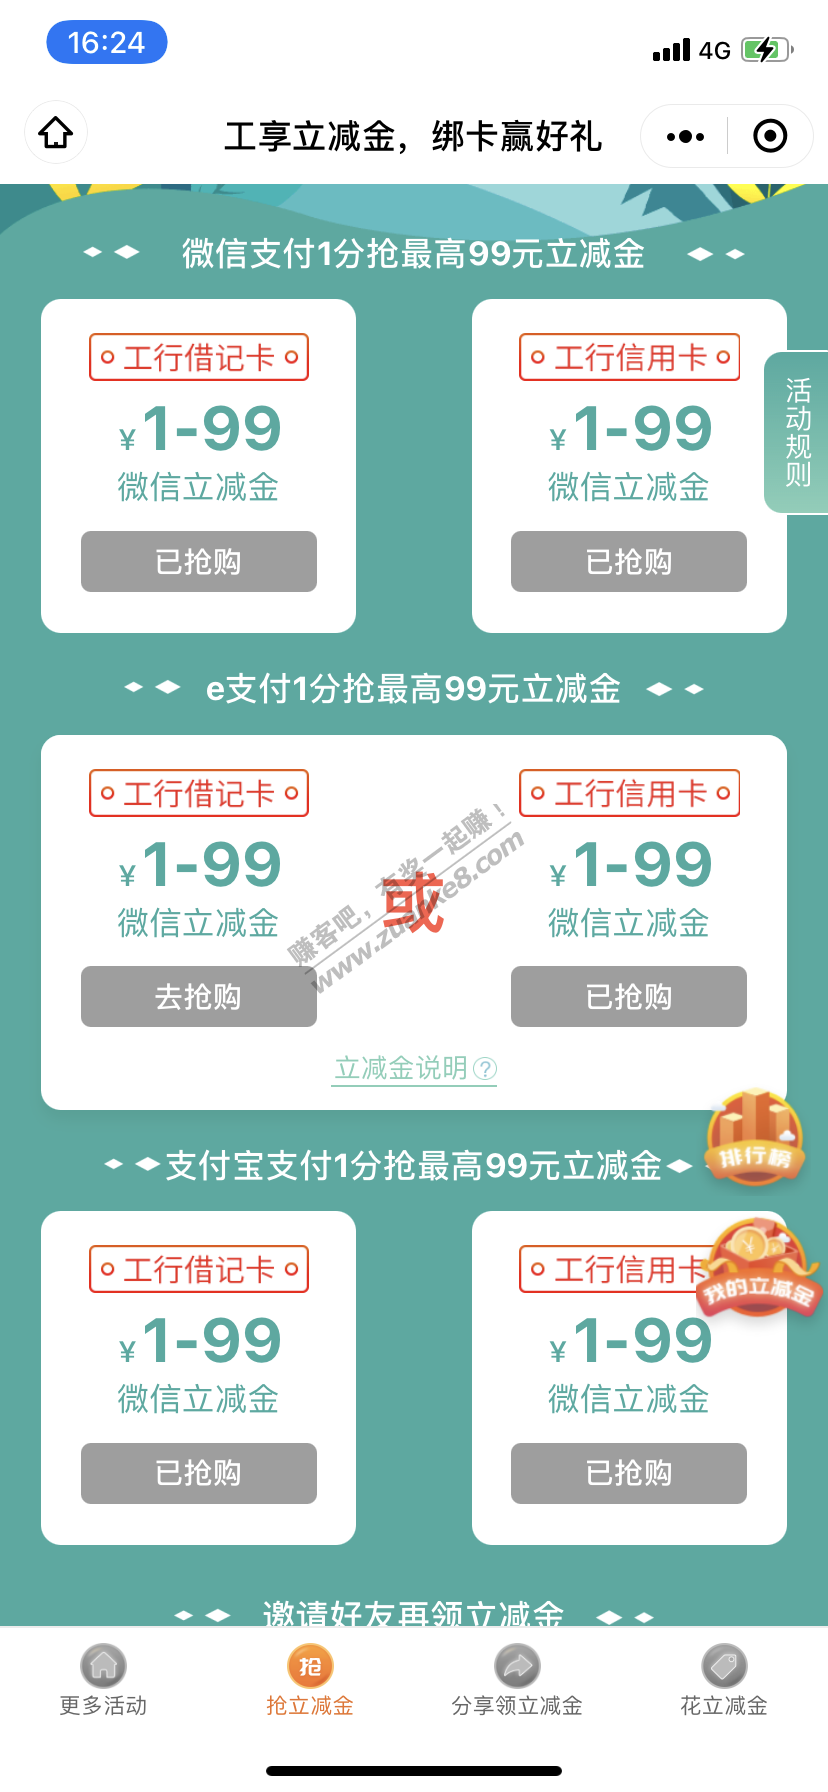 16:24
4G
工享立减金，绑卡赢好礼
微信支付1分抢最高99元立减金
工行借记卡
工行信用卡
¥1-99
¥1-99
微信立减金
微信立减金
已抢购
已抢购
活动规则
e支付1分抢最高99元立减金
工行借记卡
工行信用卡
¥1-99
¥1-99
或
微信立减金
微信立减金
赚客吧，有奖一起赚！
www.zuanke8.com
去抢购
已抢购
立减金说明?
排行榜
支付宝支付1分抢最高99元立减金
工行借记卡
工行信用卡
我的立减金
¥1-99
¥1-99
微信立减金
微信立减金
已抢购
已抢购
邀请好友再领立减金
抢
更多活动
抢立减金
分享领立减金
花立减金